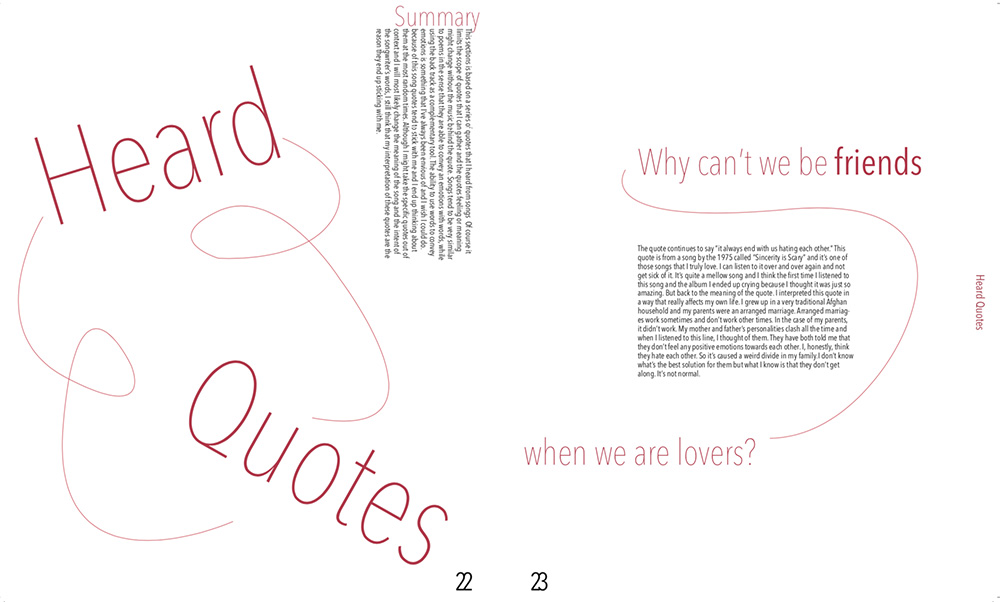 Heard
Quotes
Summary
This sections is based on a series o' quotes that I heard from songs. Of course it
limits the scope of quotes that I can gather and the quotes feeling or meaning
might change without the music behind the quote. Songs tend to be very similar
to poems in the sense that they are able to convey an emotions with words, while
using the back track as a complementary tool. The ability to use words to convey
emotions is something that I've always been envious of and I wish I could do.
because of this song quotes tend to stick with me and I end up thinking about
them at the most random times. Although I might take the specific quotes out of
context and I will most likely change the meaning of the song and the intent of
the songwriter's words, I still think that my interpretation of these quotes are the
reason they end up sticking with me.
22
Why can't we be friends
The quote continues to say "it always end with us hating each other." This
quote is from a song by the 1975 called "Sincerity is Scary" and it's one of
those songs that I truly love. I can listen to it over and over again and not
get sick of it. It's quite a mellow song and I think the first time I listened to
this song and the album I ended up crying because I thought it was just so
amazing. But back to the meaning of the quote. I interpreted this quote in
a way that really affects my own life. I grew up in a very traditional Afghan
household and my parents were an arranged marriage. Arranged marriag-
es work sometimes and don't work other times. In the case of my parents,
it didn't work. My mother and father's personalities clash all the time and
when I listened to this line, I thought of them. They have both told me that
they don't feel any positive emotions towards each other. I, honestly, think
they hate each other. So it's caused a weird divide in my family.I don't know
what's the best solution for them but what I know is that they don't get
along. It's not normal.
when we are lovers?
Heard Quotes
23